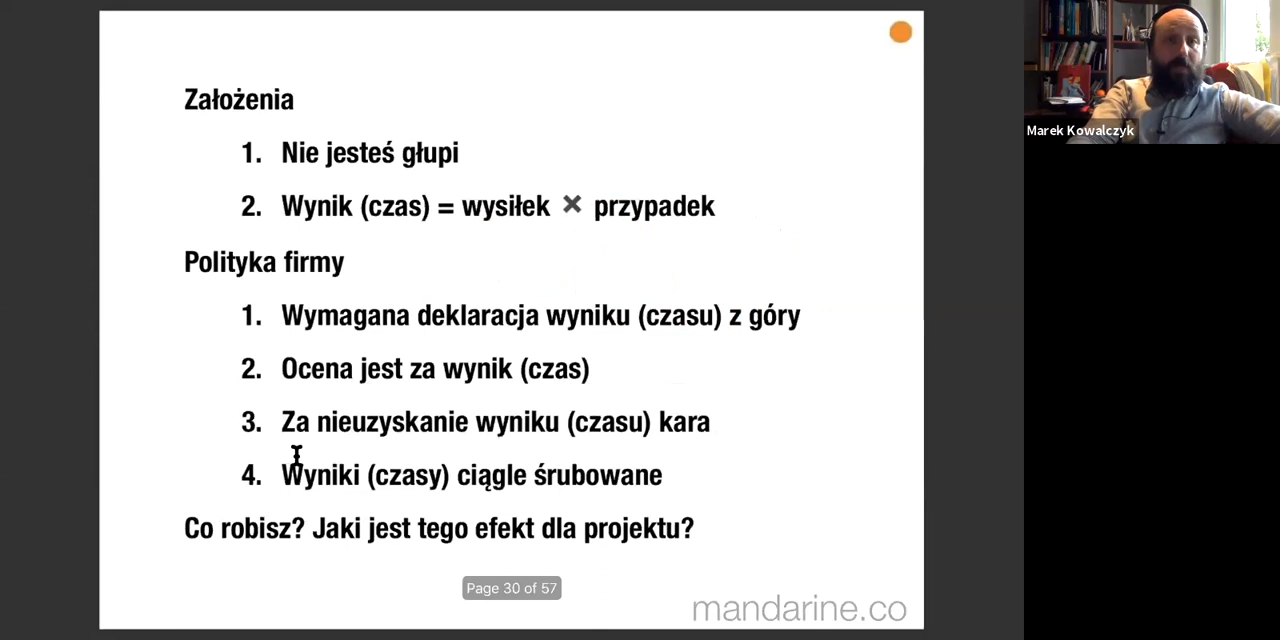 Założenia
1. Nie jesteś głupi
2. Wynik (czas) = wysiłek ✕ przypadek
Polityka firmy
1. Wymagana deklaracja wyniku (czasu) z góry
2. Ocena jest za wynik (czas)
3. Za nieuzyskanie wyniku (czasu) kara
4. Wyniki (czasy) ciągle śrubowane
Co robisz? Jaki jest tego efekt dla projektu?
Page 30 of 57
mandarine.co
Marek Kowalczyk